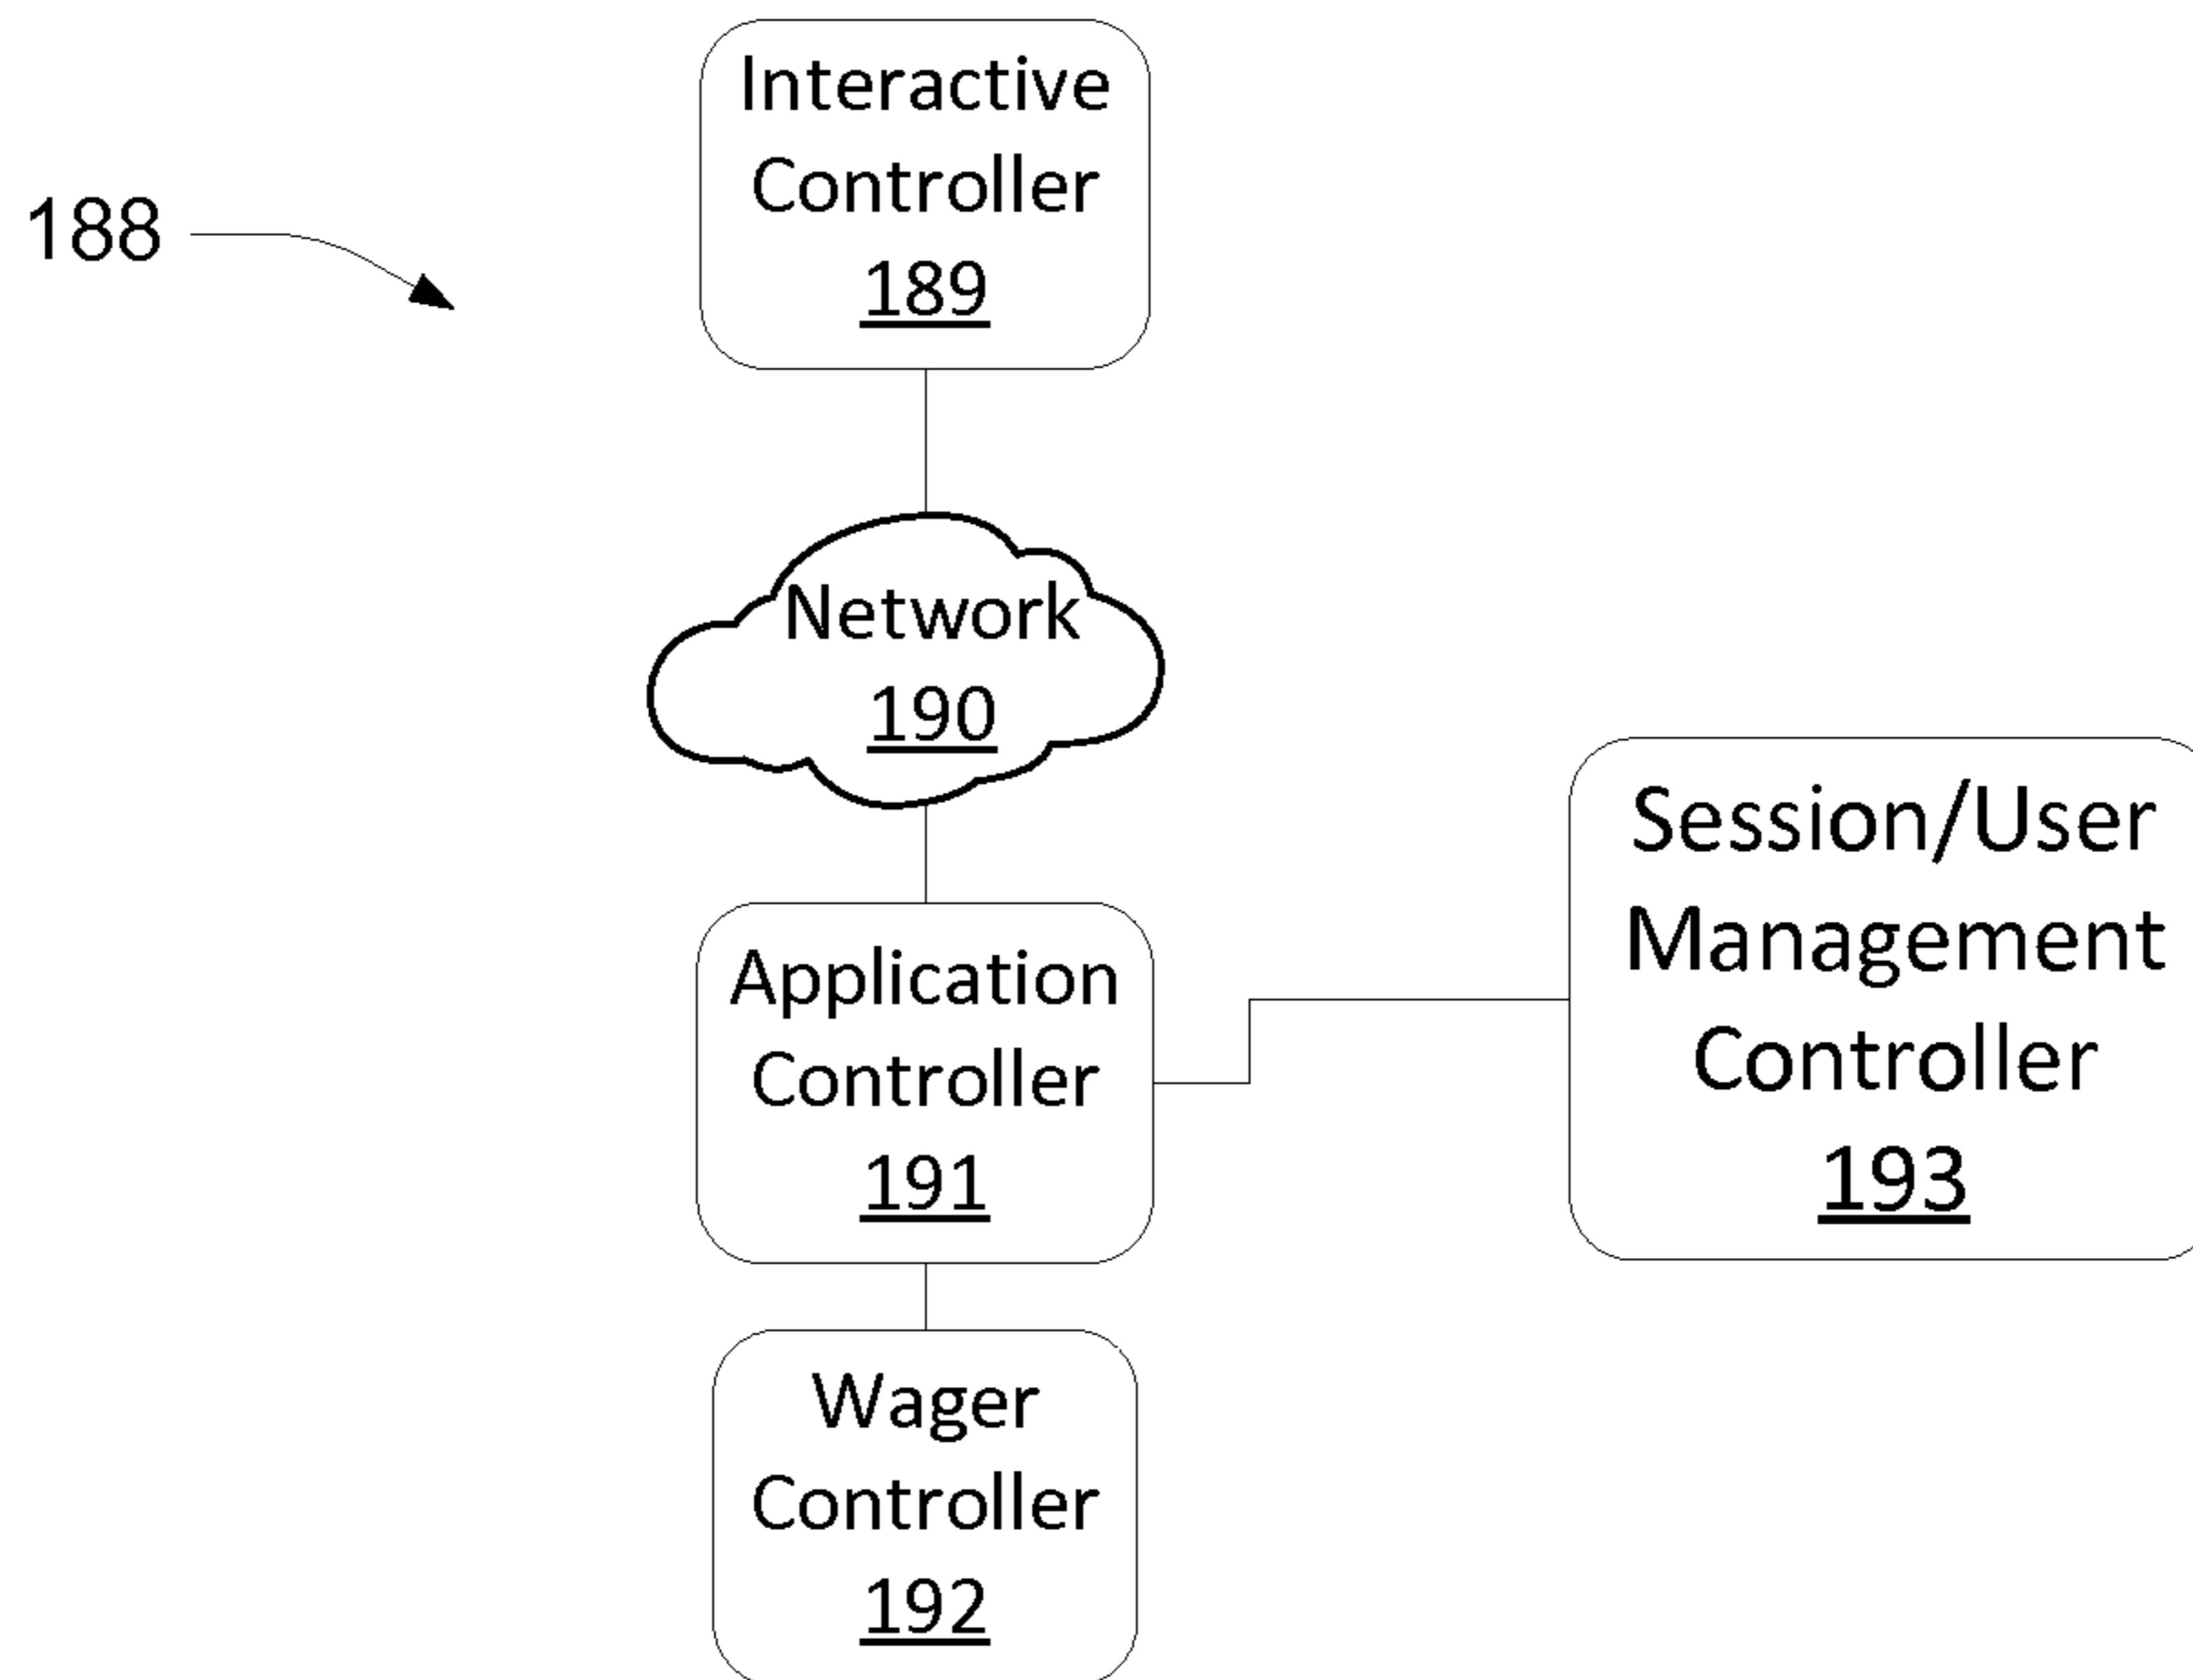 188
Interactive
Controller
189
Network
190
Application
Controller
191
Session/User
Management
Controller
193
Wager
Controller
192